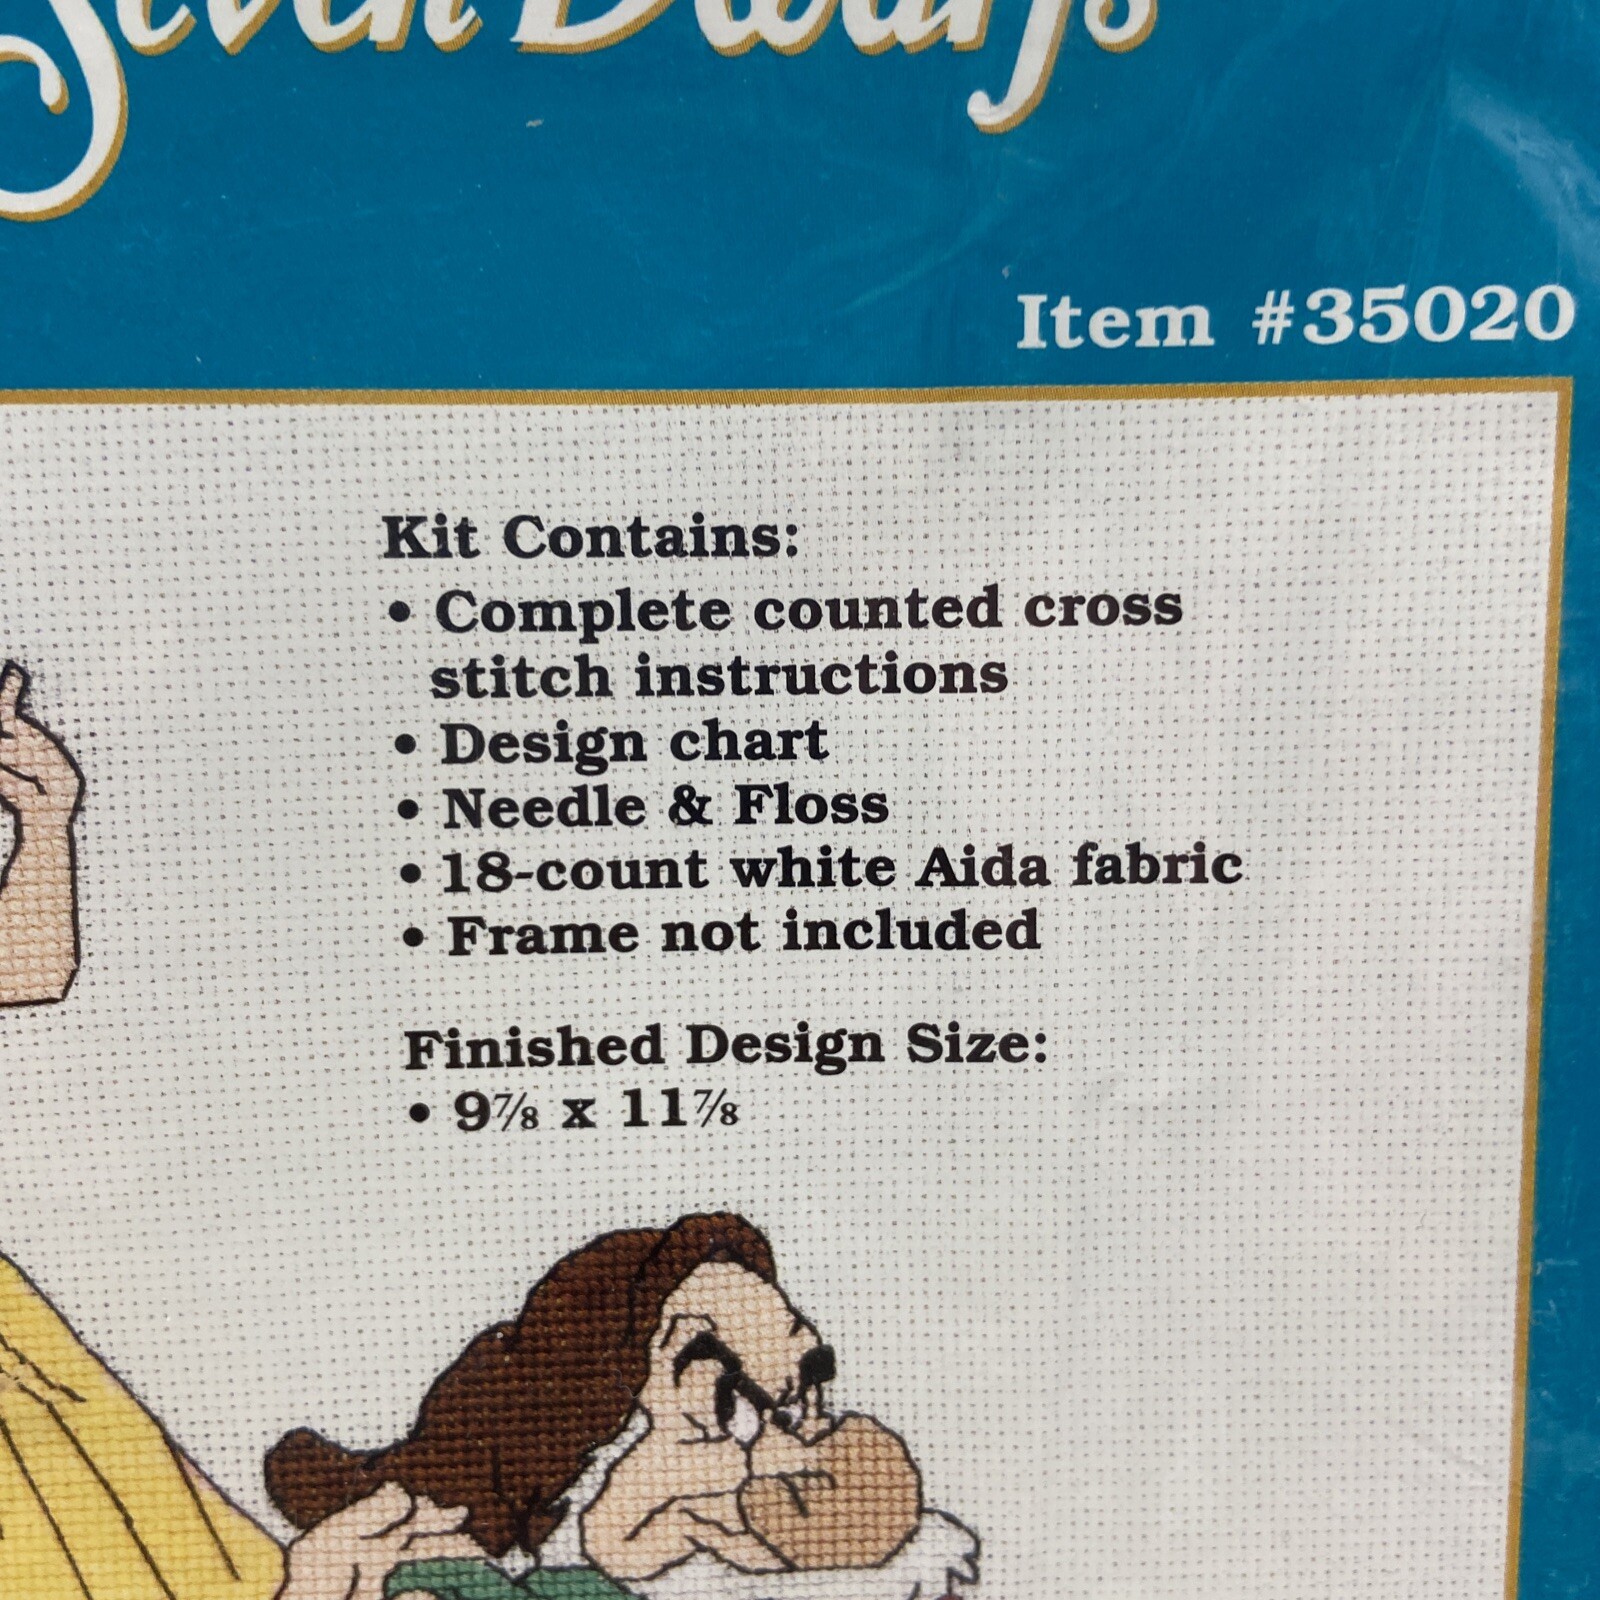 Seven Dwarfs
Item #35020
Kit Contains:
• Complete counted cross
stitch instructions
• Design chart
• Needle & Floss
• 18-count white Aida fabric
• Frame not included
Finished Design Size:
• 9⅞ x 11⅞